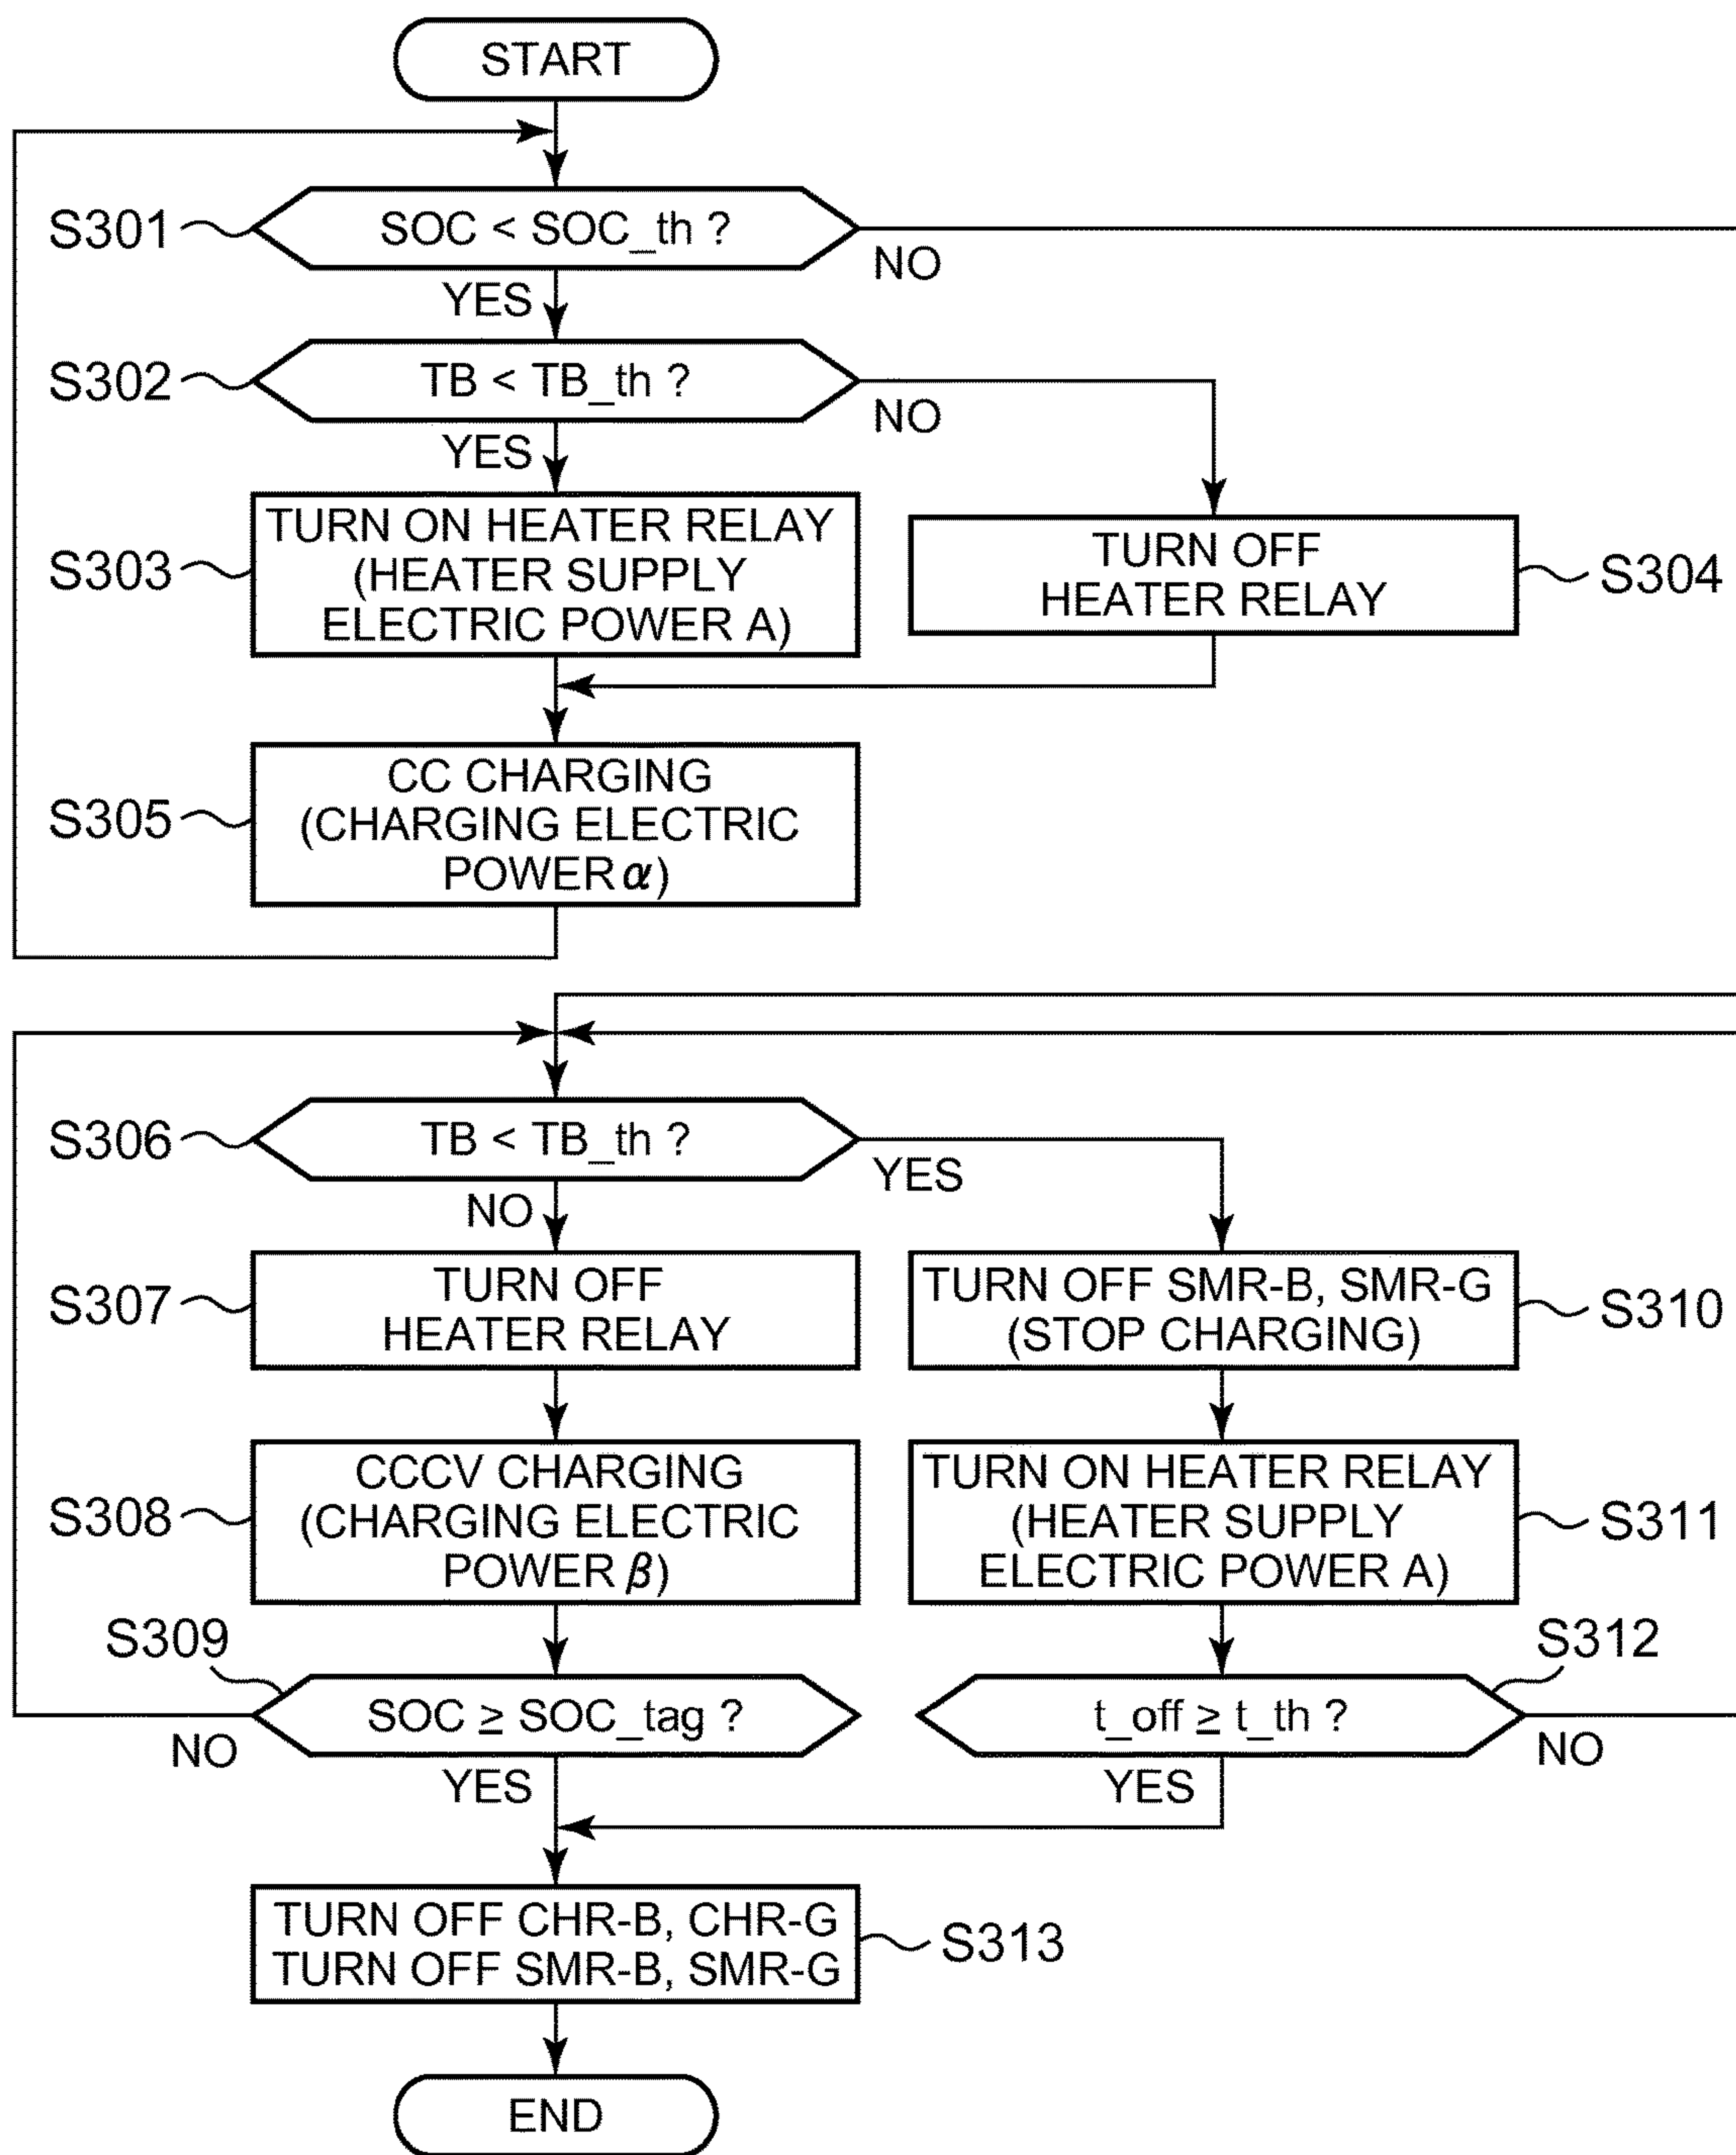 START
S301
SOC < SOC_th ?
NO
YES
S302
TB < TB_th ?
NO
YES
S303
TURN ON HEATER RELAY
(HEATER SUPPLY
ELECTRIC POWER A)
TURN OFF
HEATER RELAY
S304
S305
CC CHARGING
(CHARGING ELECTRIC
POWER α)
S306
TB < TB_th ?
YES
NO
S307
TURN OFF
HEATER RELAY
TURN OFF SMR-B, SMR-G
(STOP CHARGING)
S310
S308
CCCV CHARGING
(CHARGING ELECTRIC
POWER β)
TURN ON HEATER RELAY
(HEATER SUPPLY
ELECTRIC POWER A)
S311
S309
SOC ≥ SOC_tag ?
NO
YES
S312
t_off ≥ t_th ?
NO
YES
TURN OFF CHR-B, CHR-G
TURN OFF SMR-B, SMR-G
S313
END